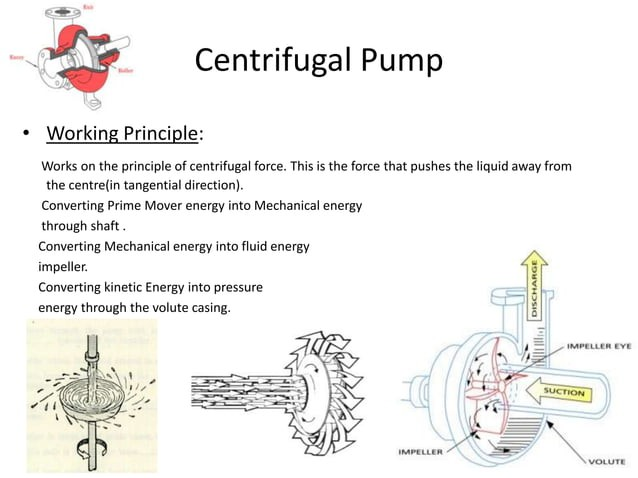 Centrifugal Pump
• Working Principle:
Works on the principle of centrifugal force. This is the force that pushes the liquid away from
the centre(in tangential direction).
Converting Prime Mover energy into Mechanical energy
through shaft .
Converting Mechanical energy into fluid energy
impeller.
Converting kinetic Energy into pressure
energy through the volute casing.
DISCHARGE
IMPELLER EYE
SUCTION
IMPELLER
VOLUTE